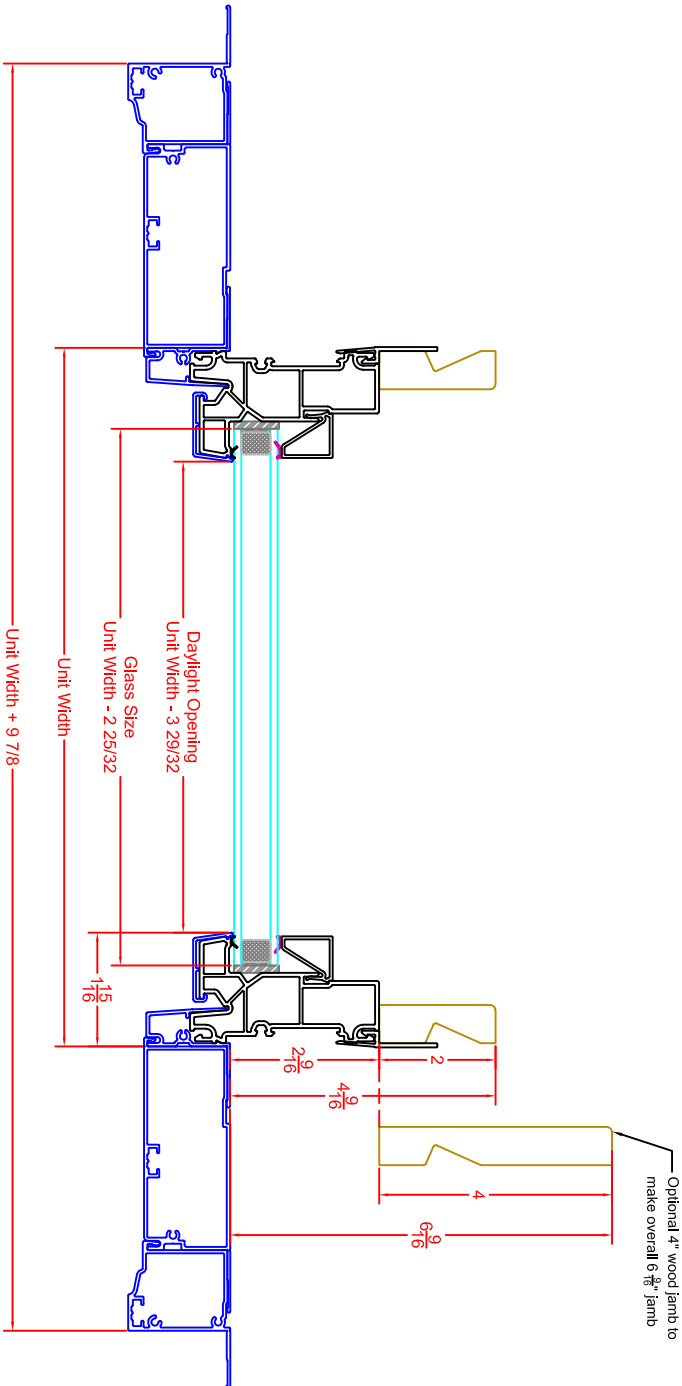 Optional 4" wood jamb to
make overall 6 9/16" jamb
2
2 9/16
4 9/16
4
6 9/16
1 15/16
Daylight Opening
Unit Width - 3 29/32
Glass Size
Unit Width - 2 25/32
Unit Width
Unit Width + 9 7/8